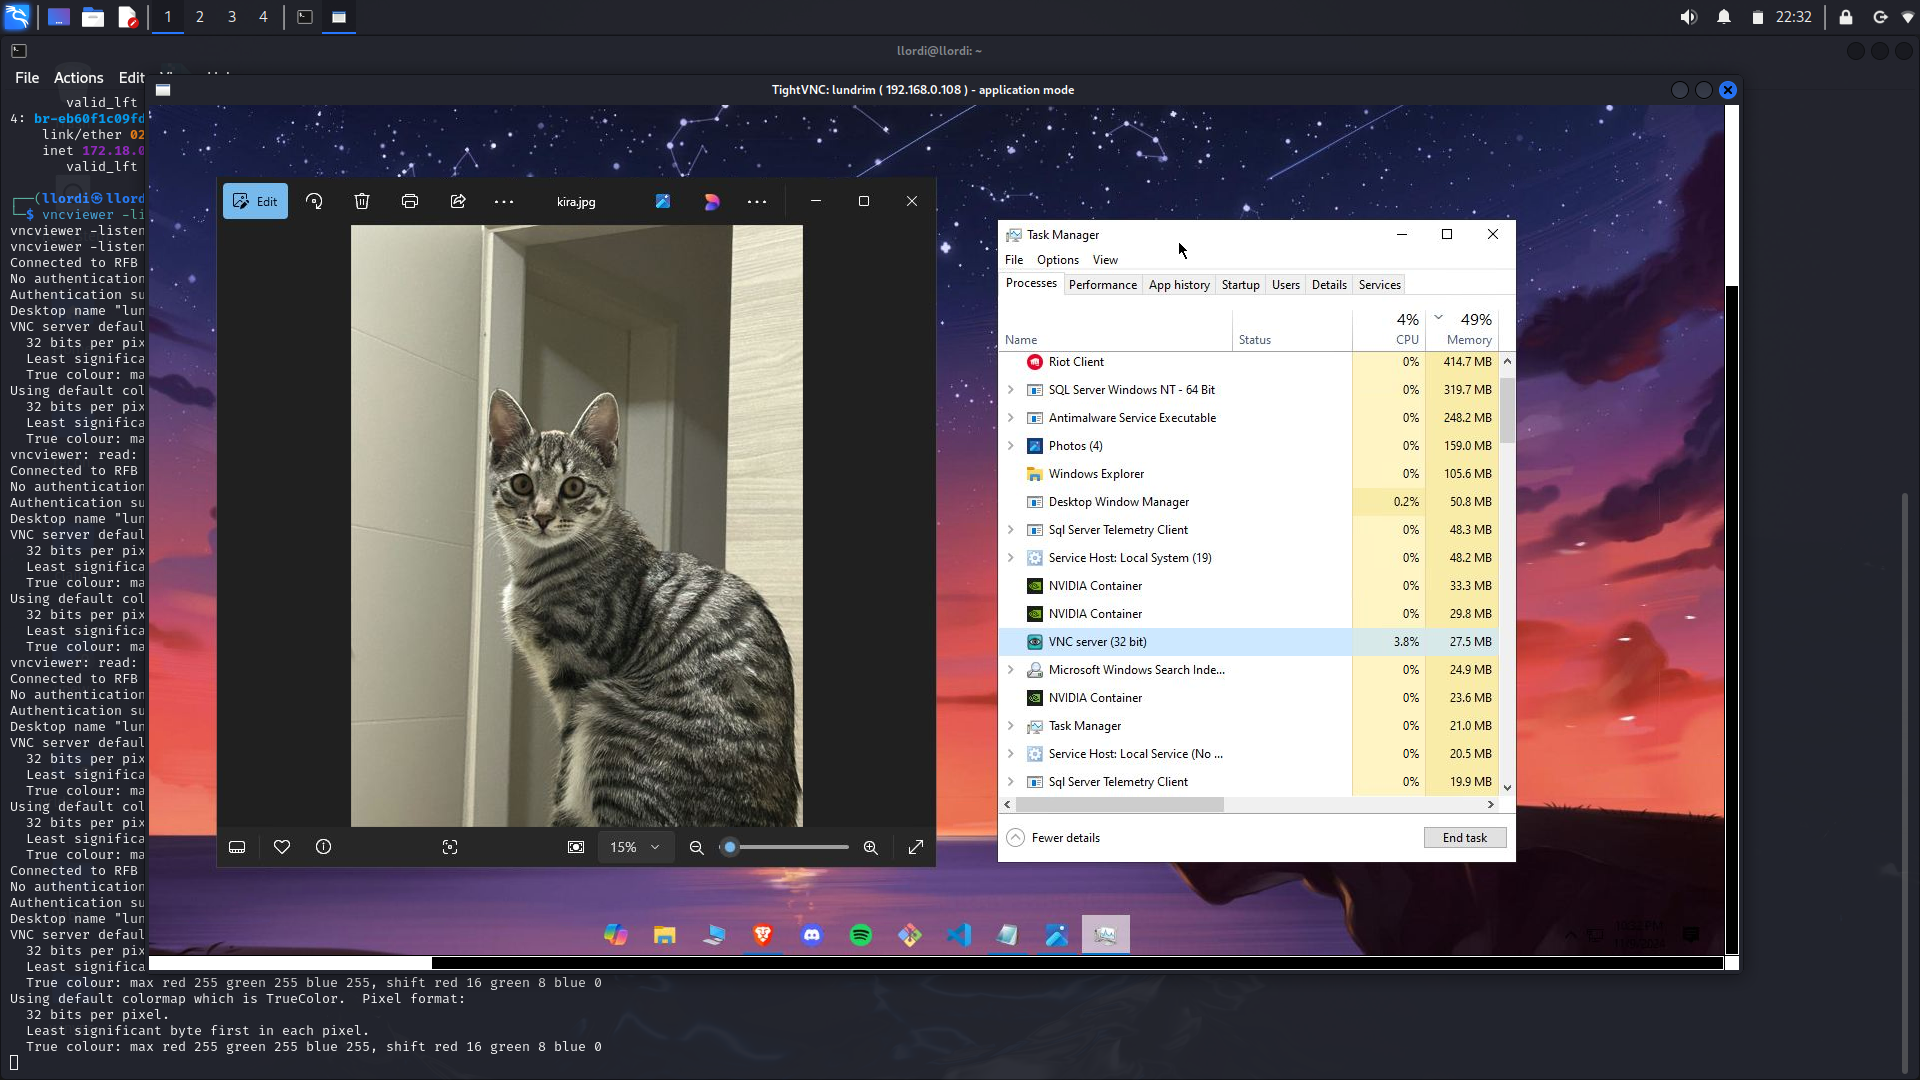 1 2 3 4
22:32
llordi@llordi: ~
File Actions Edit
valid_lft
4: br-eb60f1c09fd
link/ether 02
inet 172.18.0
valid_lft
(llordi㉿llord
$ vncviewer -li
vncviewer -listen
vncviewer -listen
Connected to RFB
No authentication
Authentication su
Desktop name "lun
VNC server defaul
32 bits per pix
Least significa
True colour: ma
Using default col
32 bits per pix
Least significa
True colour: ma
vncviewer: read:
Connected to RFB
No authentication
Authentication su
Desktop name "lun
VNC server defaul
32 bits per pix
Least significa
True colour: ma
Using default col
32 bits per pix
Least significa
True colour: ma
vncviewer: read:
Connected to RFB
No authentication
Authentication su
Desktop name "lun
VNC server defaul
32 bits per pix
Least significa
True colour: ma
Using default col
32 bits per pix
Least significa
True colour: ma
Connected to RFB
No authentication
Authentication su
Desktop name "lun
VNC server defaul
32 bits per pix
Least significa
True colour: max red 255 green 255 blue 255, shift red 16 green 8 blue 0
Using default colormap which is TrueColor.  Pixel format:
32 bits per pixel.
Least significant byte first in each pixel.
True colour: max red 255 green 255 blue 255, shift red 16 green 8 blue 0
TightVNC: lundrim ( 192.168.0.108 ) - application mode
Edit
kira.jpg
15%
Task Manager
File Options View
Processes Performance App history Startup Users Details Services
4% 49%
Name Status CPU Memory
Riot Client 0% 414.7 MB
SQL Server Windows NT - 64 Bit 0% 319.7 MB
Antimalware Service Executable 0% 248.2 MB
Photos (4) 0% 159.0 MB
Windows Explorer 0% 105.6 MB
Desktop Window Manager 0.2% 50.8 MB
Sql Server Telemetry Client 0% 48.3 MB
Service Host: Local System (19) 0% 48.2 MB
NVIDIA Container 0% 33.3 MB
NVIDIA Container 0% 29.8 MB
VNC server (32 bit) 3.8% 27.5 MB
Microsoft Windows Search Inde... 0% 24.9 MB
NVIDIA Container 0% 23.6 MB
Task Manager 0% 21.0 MB
Service Host: Local Service (No ... 0% 20.5 MB
Sql Server Telemetry Client 0% 19.9 MB
Fewer details
End task